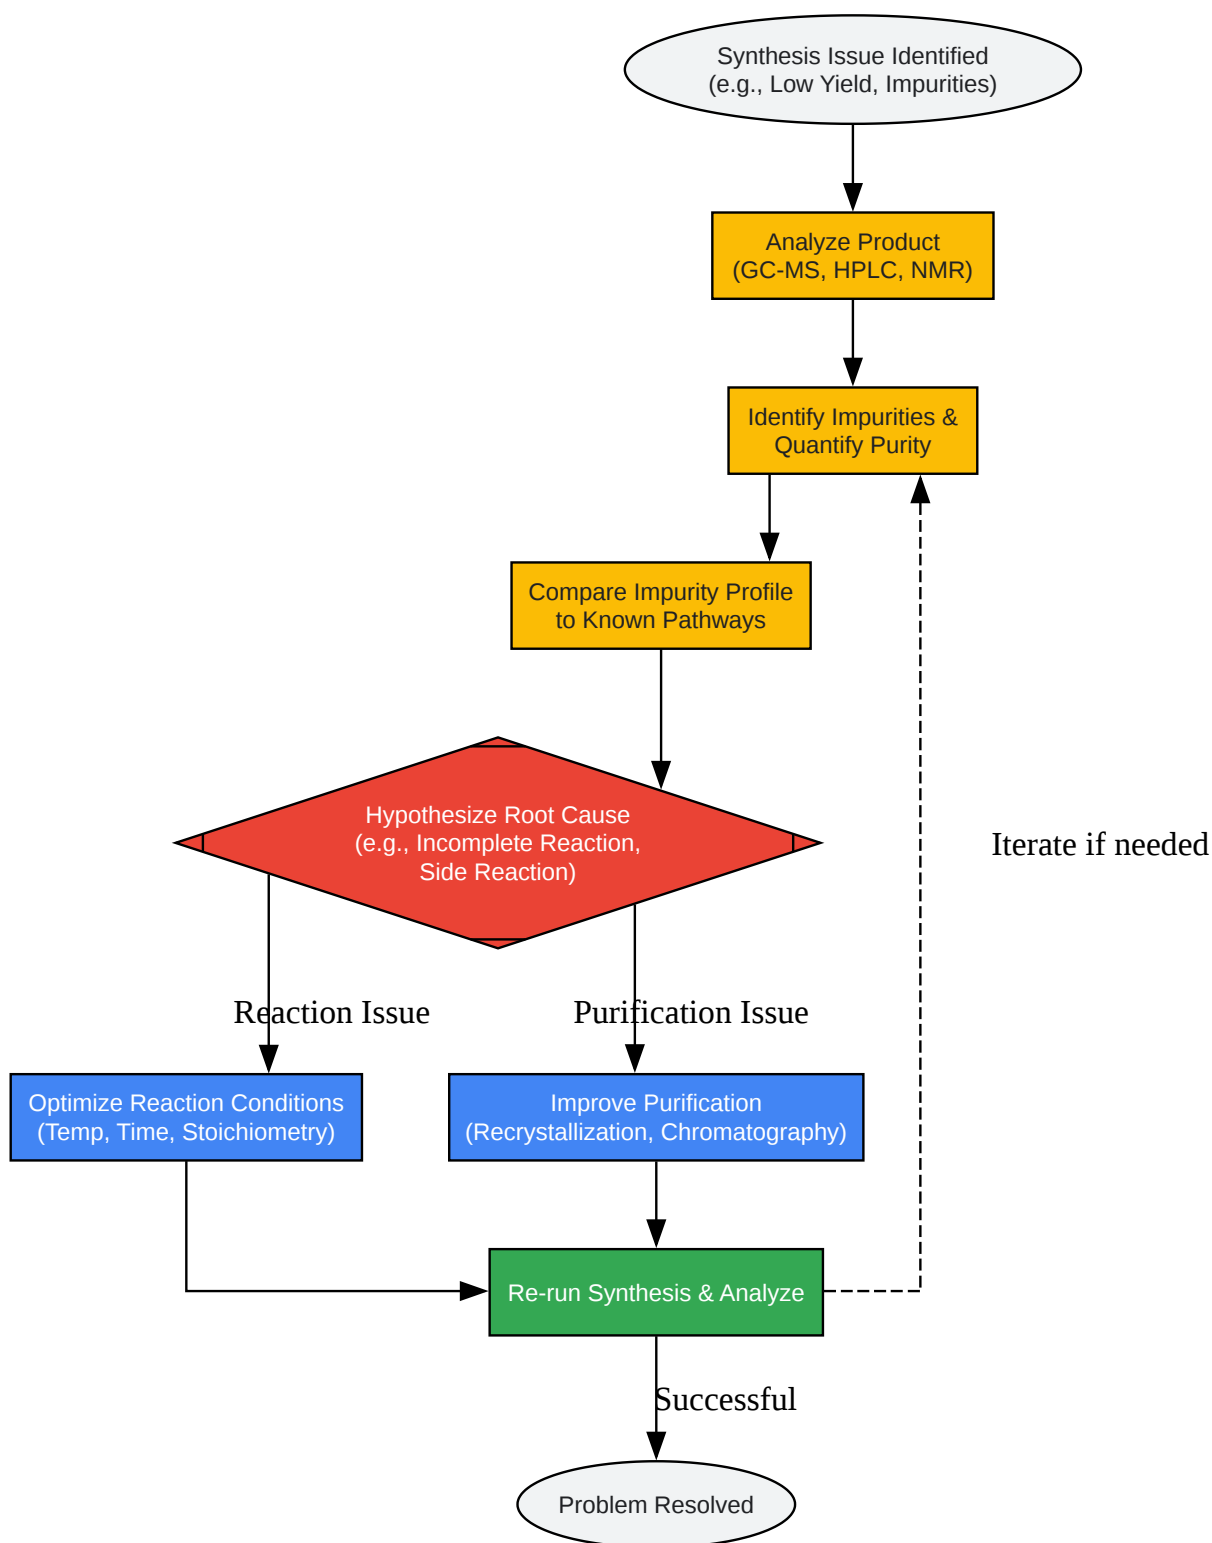 Synthesis Issue Identified
(e.g., Low Yield, Impurities)
Analyze Product
(GC-MS, HPLC, NMR)
Identify Impurities &
Quantify Purity
Compare Impurity Profile
to Known Pathways
Hypothesize Root Cause
(e.g., Incomplete Reaction,
Side Reaction)
Iterate if needed
Reaction Issue
Purification Issue
Optimize Reaction Conditions
(Temp, Time, Stoichiometry)
Improve Purification
(Recrystallization, Chromatography)
Re-run Synthesis & Analyze
Successful
Problem Resolved